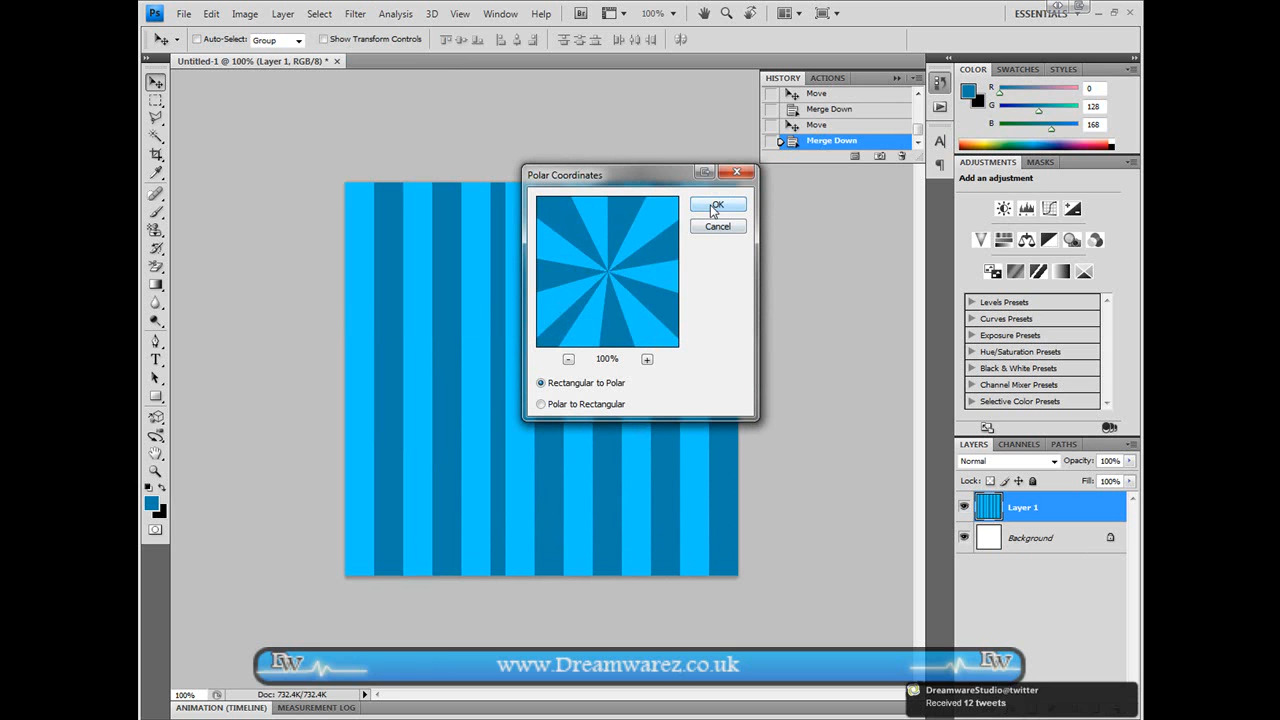 Ps File Edit Image Layer Select Filter Analysis 3D View Window Help Br 100% ESSENTIALS
Auto-Select: Group Show Transform Controls
Untitled-1 @ 100% (Layer 1, RGB/8) * ×
HISTORY ACTIONS
Move
Merge Down
Move
Merge Down
COLOR SWATCHES STYLES
R 0
G 128
B 168
ADJUSTMENTS MASKS
Add an adjustment
Levels Presets
Curves Presets
Exposure Presets
Hue/Saturation Presets
Black & White Presets
Channel Mixer Presets
Selective Color Presets
Polar Coordinates
OK
Cancel
- 100% +
Rectangular to Polar
Polar to Rectangular
LAYERS CHANNELS PATHS
Normal Opacity: 100%
Lock: Fill: 100%
Layer 1
Background
DW www.Dreamwarez.co.uk DW
100% Doc: 732.4K/732.4K
ANIMATION (TIMELINE) MEASUREMENT LOG
DreamwareStudio@twitter
Received 12 tweets